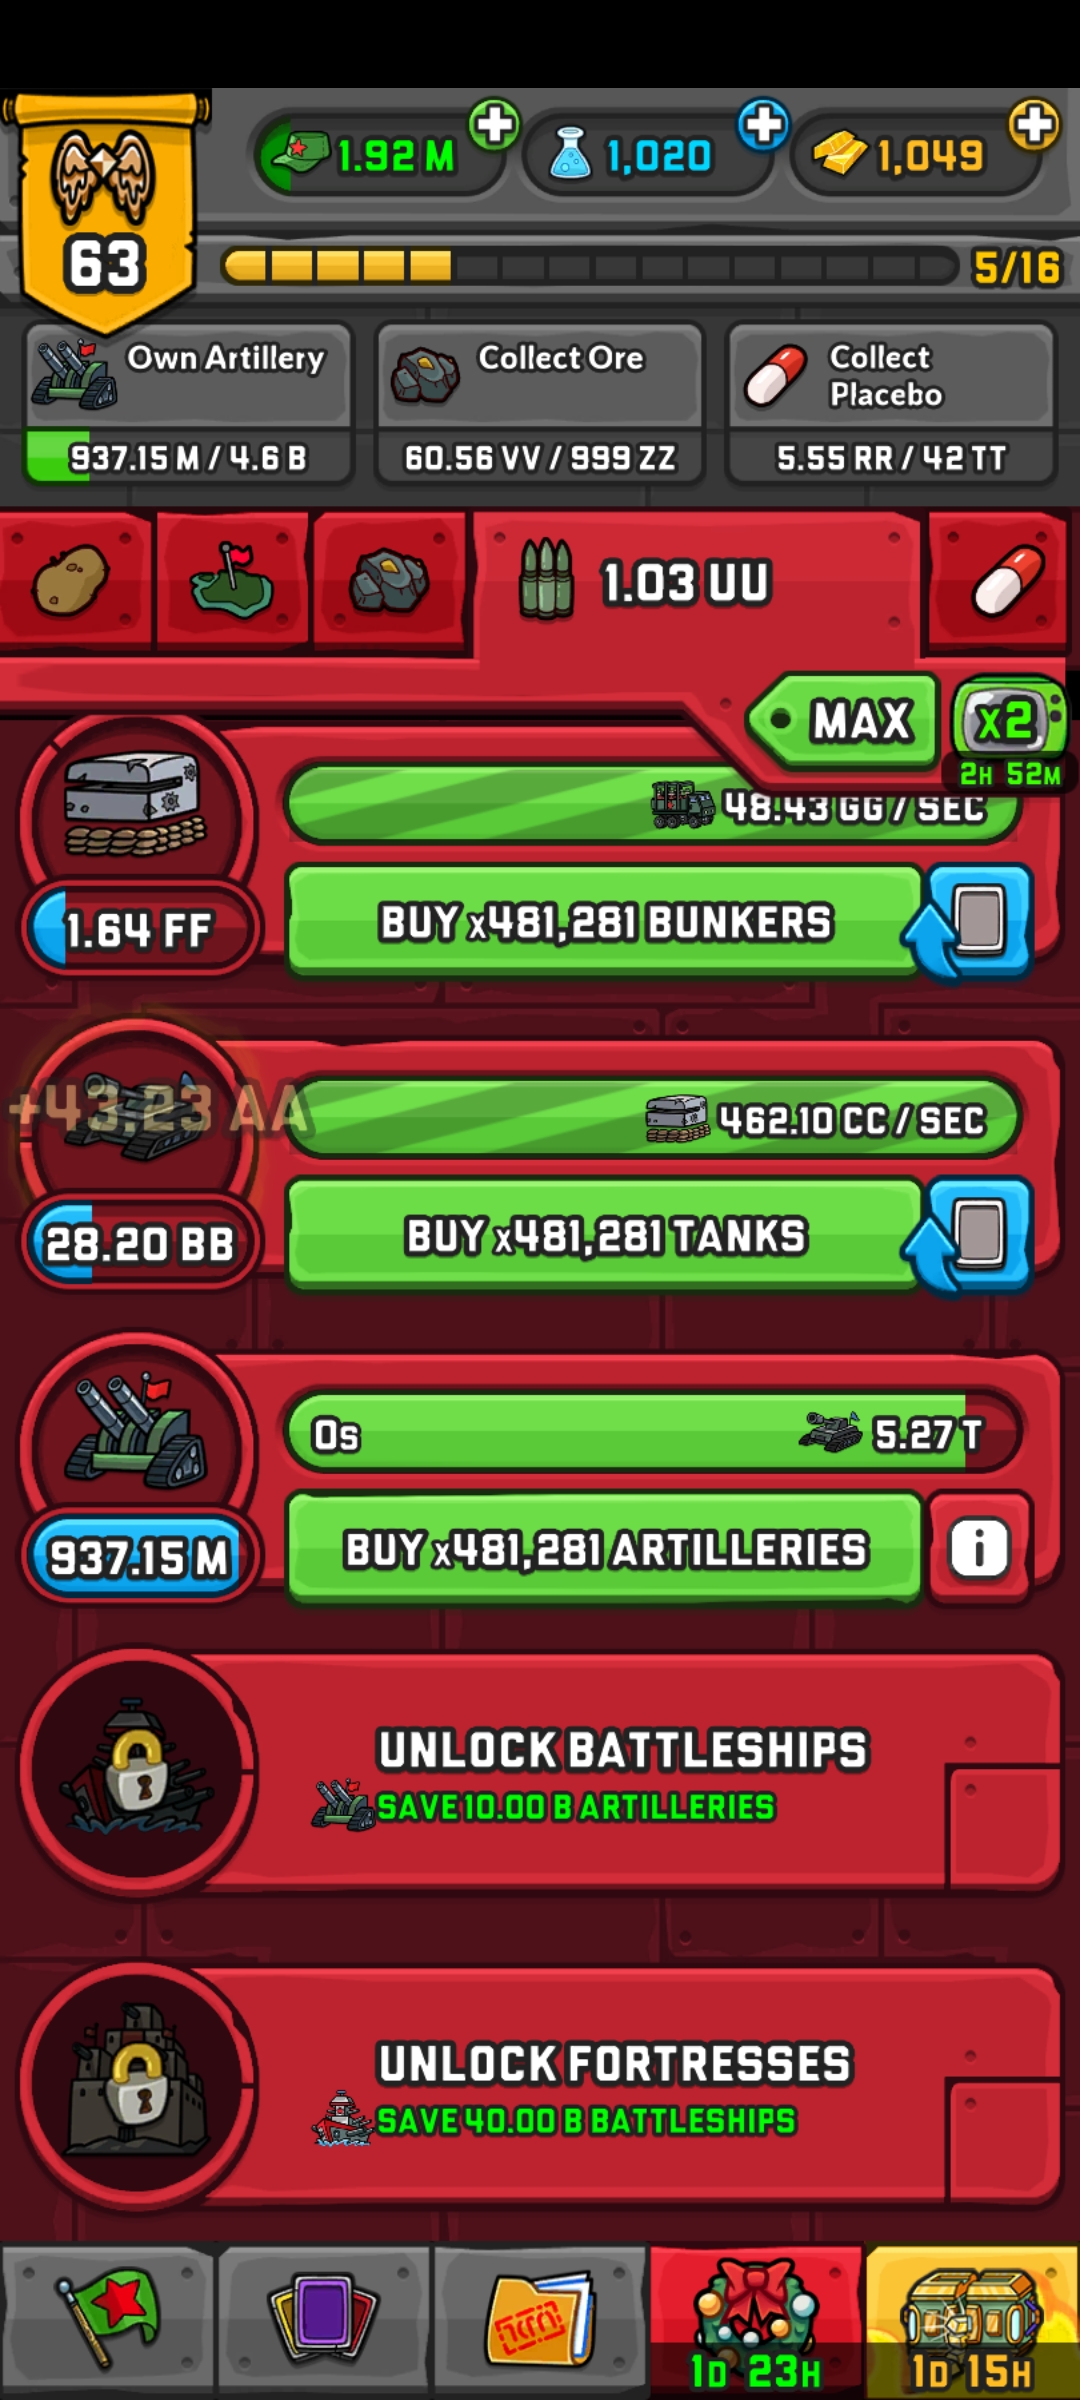 1.92 M
1,020
1,049
63
5/16
Own Artillery
937.15 M / 4.6 B
Collect Ore
60.56 VV / 999 ZZ
Collect
Placebo
5.55 RR / 42 TT
1.03 UU
MAX
X2
2H 52M
48.43 GG / SEC
1.64 FF
BUY x481,281 BUNKERS
+43.23 AA
462.10 CC / SEC
28.20 BB
BUY x481,281 TANKS
0s
5.27 T
937.15 M
BUY x481,281 ARTILLERIES
i
UNLOCK BATTLESHIPS
SAVE 10.00 B ARTILLERIES
UNLOCK FORTRESSES
SAVE 40.00 B BATTLESHIPS
1D 23H
1D 15H